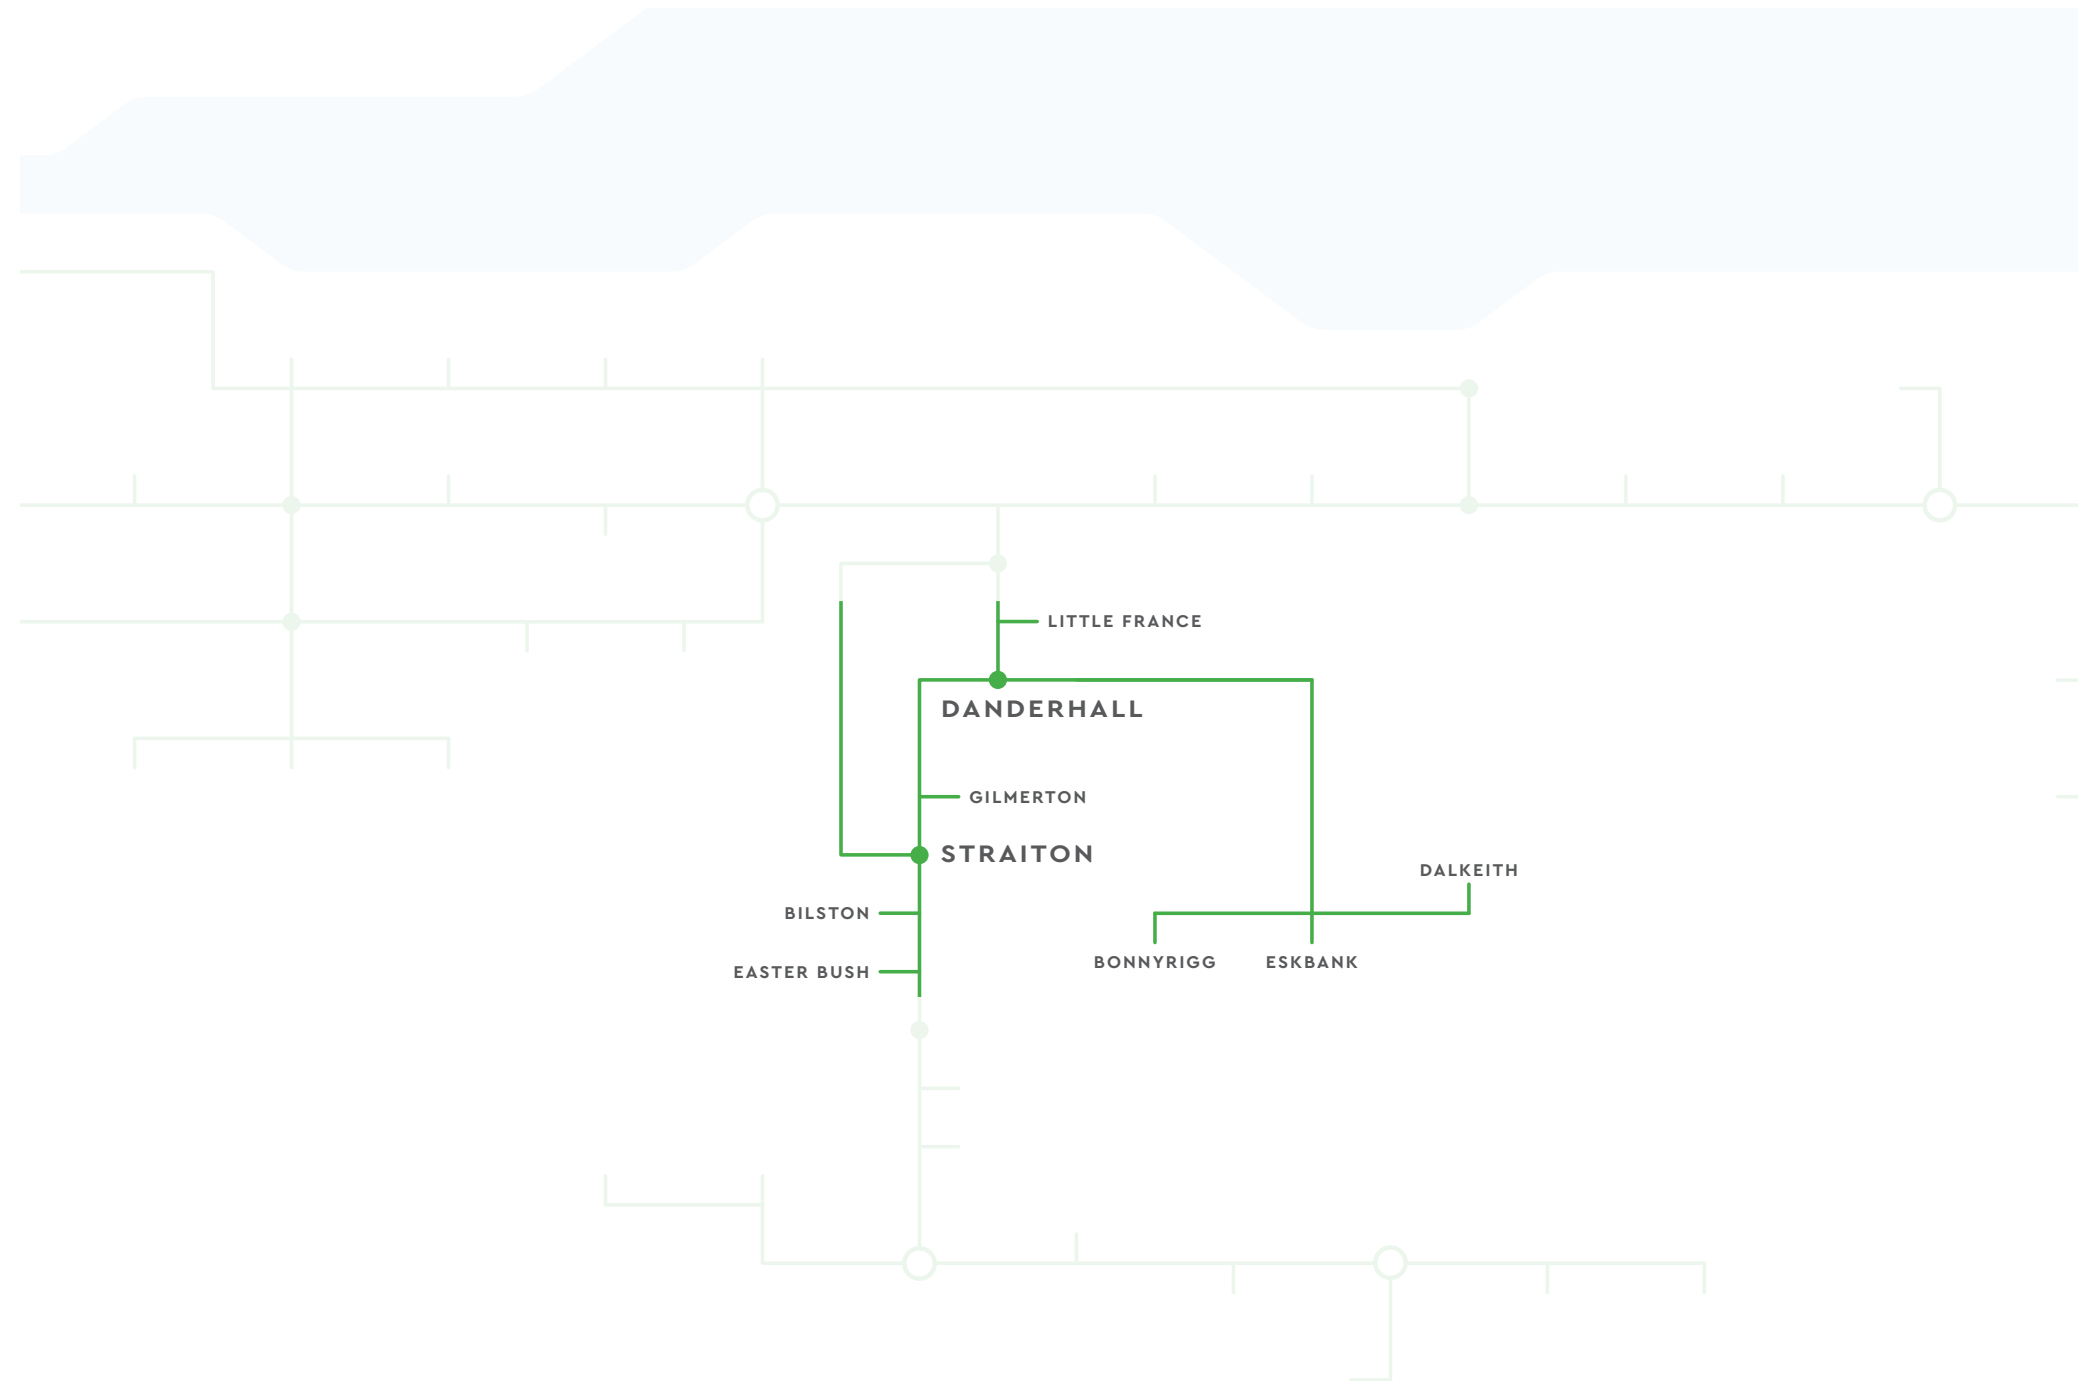 LITTLE FRANCE
DANDERHALL
GILMERTON
STRAITON
DALKEITH
BILSTON
BONNYRIGG
ESKBANK
EASTER BUSH